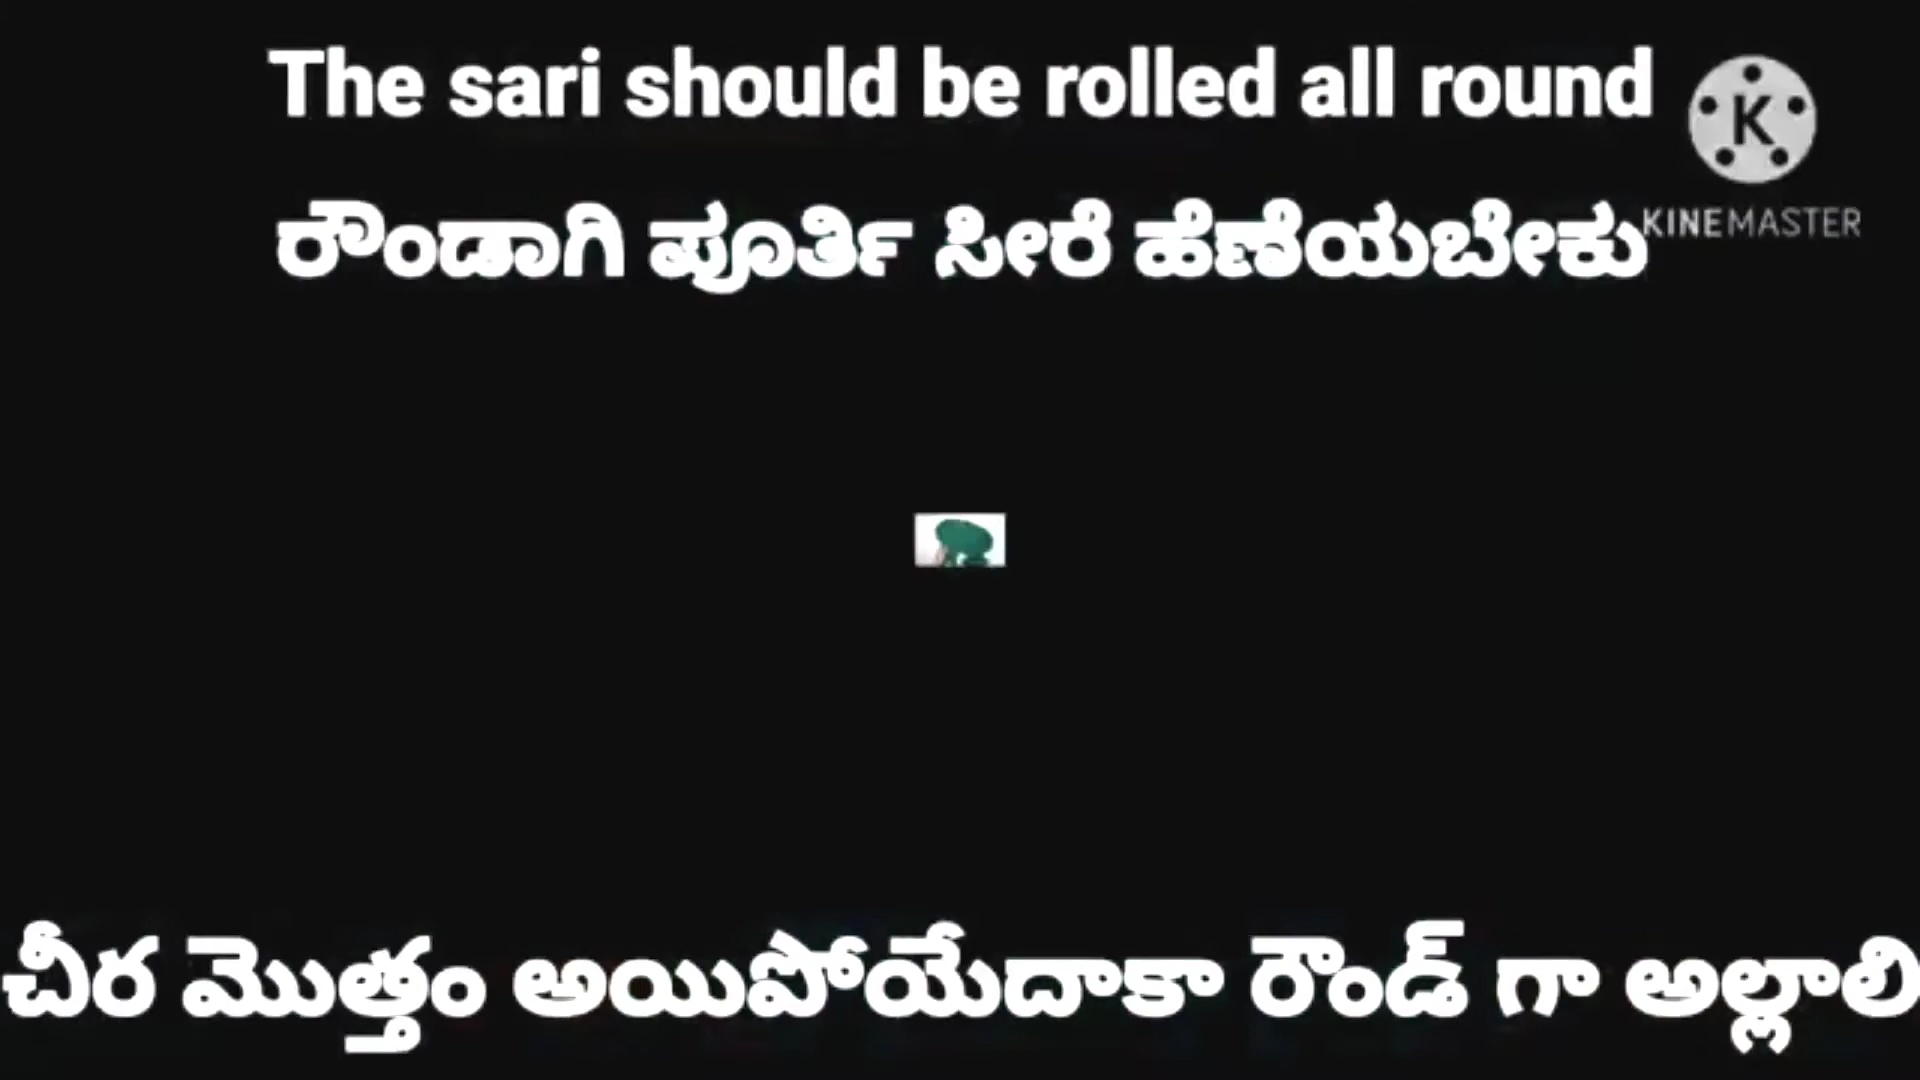 The sari should be rolled all round
K
KINEMASTER
ರೌಂಡಾಗಿ ಪೂರ್ತಿ ಸೀರೆ ಹೆಣೆಯಬೇಕು
చీర మొత్తం అయిపోయేదాకా రౌండ్ గా అల్లాలి